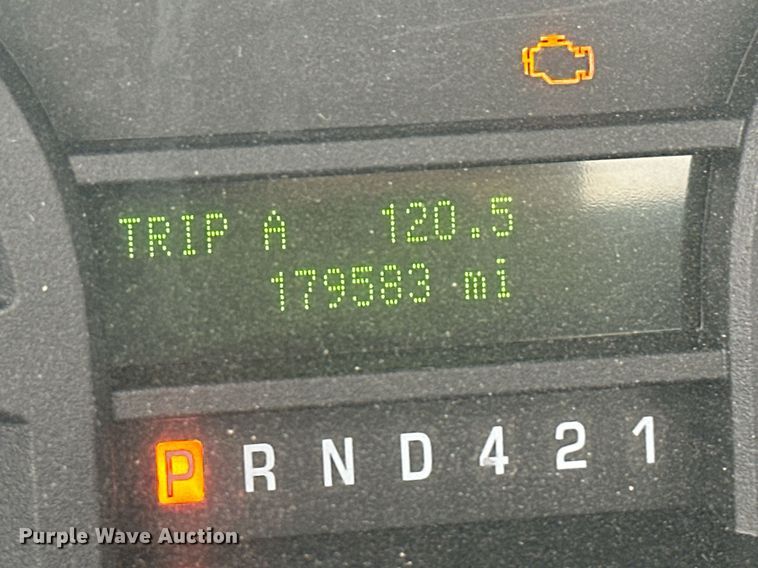 TRIP A 120.5
179583 mi
P R N D 4 2 1
Purple Wave Auction